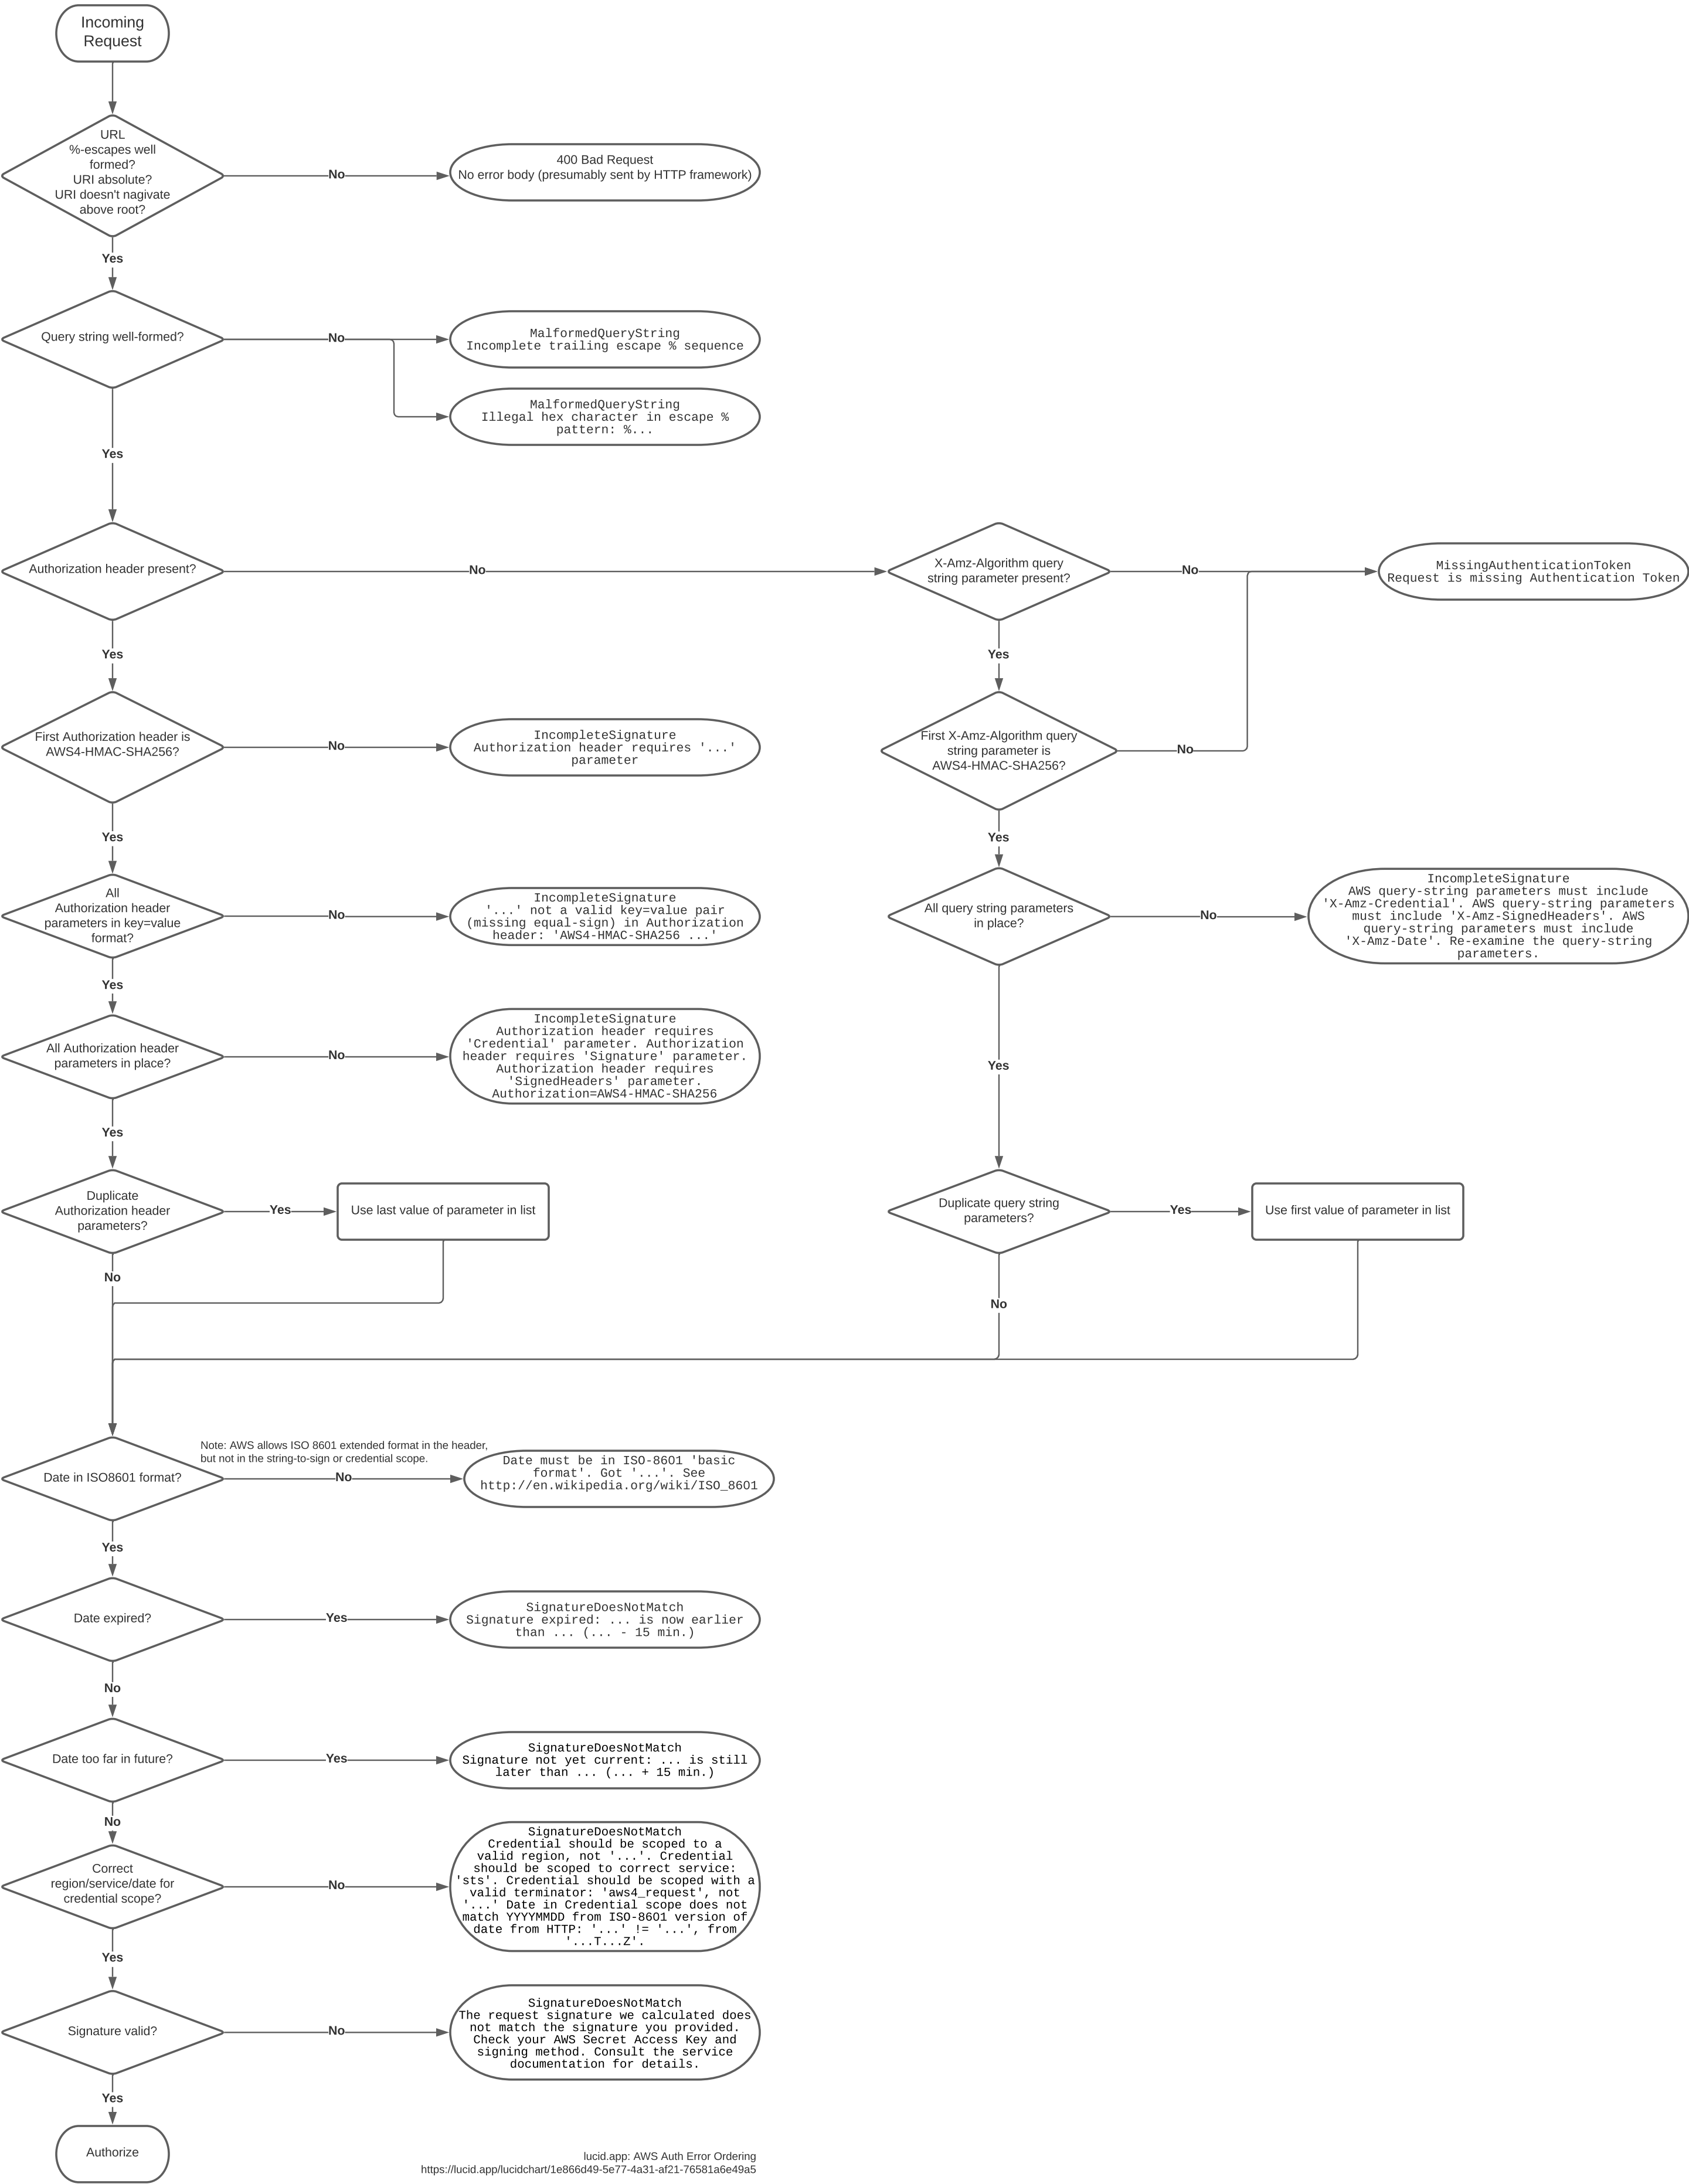 Incoming
Request
URL
%-escapes well
formed?
URI absolute?
URI doesn't nagivate
above root?
No
400 Bad Request
No error body (presumably sent by HTTP framework)
Yes
Query string well-formed?
No
MalformedQueryString
Incomplete trailing escape % sequence
MalformedQueryString
Illegal hex character in escape %
pattern: %...
Yes
Authorization header present?
No
X-Amz-Algorithm query
string parameter present?
No
MissingAuthenticationToken
Request is missing Authentication Token
Yes
Yes
First Authorization header is
AWS4-HMAC-SHA256?
No
IncompleteSignature
Authorization header requires '...'
parameter
First X-Amz-Algorithm query
string parameter is
AWS4-HMAC-SHA256?
No
Yes
Yes
All
Authorization header
parameters in key=value
format?
No
IncompleteSignature
'...' not a valid key=value pair
(missing equal-sign) in Authorization
header: 'AWS4-HMAC-SHA256 ...'
All query string parameters
in place?
No
IncompleteSignature
AWS query-string parameters must include
'X-Amz-Credential'. AWS query-string parameters
must include 'X-Amz-SignedHeaders'. AWS
query-string parameters must include
'X-Amz-Date'. Re-examine the query-string
parameters.
Yes
All Authorization header
parameters in place?
No
IncompleteSignature
Authorization header requires
'Credential' parameter. Authorization
header requires 'Signature' parameter.
Authorization header requires
'SignedHeaders' parameter.
Authorization=AWS4-HMAC-SHA256
Yes
Yes
Duplicate
Authorization header
parameters?
Yes
Use last value of parameter in list
Duplicate query string
parameters?
Yes
Use first value of parameter in list
No
No
Note: AWS allows ISO 8601 extended format in the header,
but not in the string-to-sign or credential scope.
Date in ISO8601 format?
No
Date must be in ISO-8601 'basic
format'. Got '...'. See
http://en.wikipedia.org/wiki/ISO_8601
Yes
Date expired?
Yes
SignatureDoesNotMatch
Signature expired: ... is now earlier
than ... (... - 15 min.)
No
Date too far in future?
Yes
SignatureDoesNotMatch
Signature not yet current: ... is still
later than ... (... + 15 min.)
No
Correct
region/service/date for
credential scope?
No
SignatureDoesNotMatch
Credential should be scoped to a
valid region, not '...'. Credential
should be scoped to correct service:
'sts'. Credential should be scoped with a
valid terminator: 'aws4_request', not
'...' Date in Credential scope does not
match YYYYMMDD from ISO-8601 version of
date from HTTP: '...' != '...', from
'...T...Z'.
Yes
Signature valid?
No
SignatureDoesNotMatch
The request signature we calculated does
not match the signature you provided.
Check your AWS Secret Access Key and
signing method. Consult the service
documentation for details.
Yes
Authorize
lucid.app: AWS Auth Error Ordering
https://lucid.app/lucidchart/1e866d49-5e77-4a31-af21-76581a6e49a5